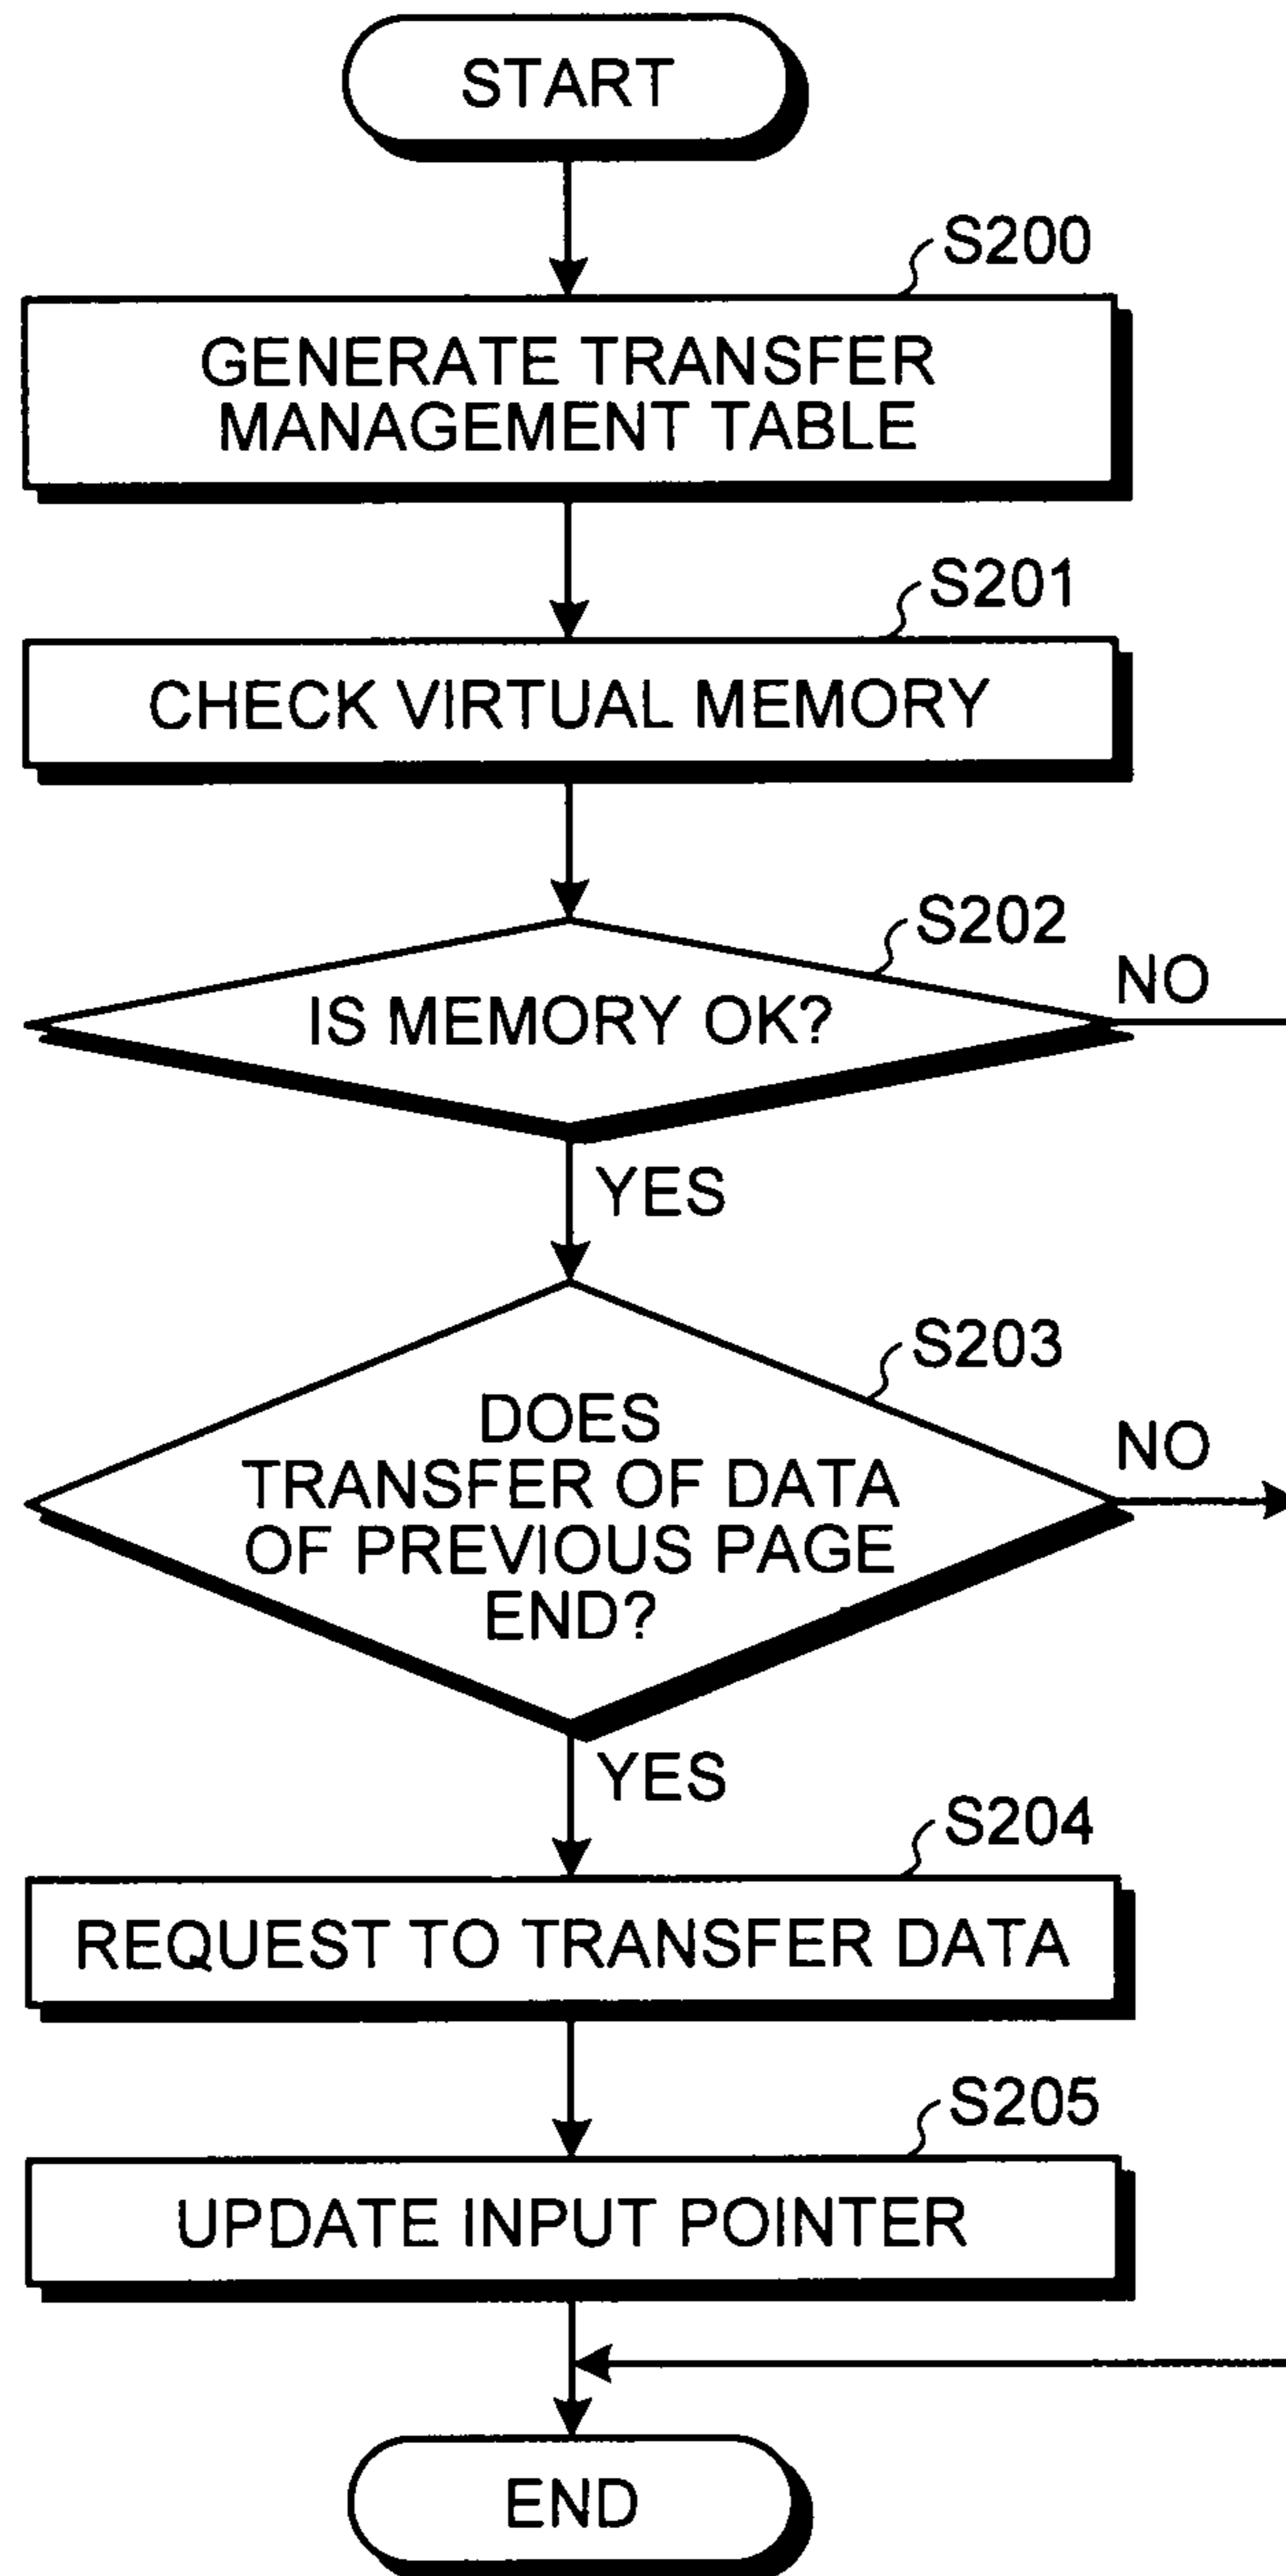 START
S200
GENERATE TRANSFER
MANAGEMENT TABLE
S201
CHECK VIRTUAL MEMORY
S202
NO
IS MEMORY OK?
YES
S203
NO
DOES
TRANSFER OF DATA
OF PREVIOUS PAGE
END?
YES
S204
REQUEST TO TRANSFER DATA
S205
UPDATE INPUT POINTER
END